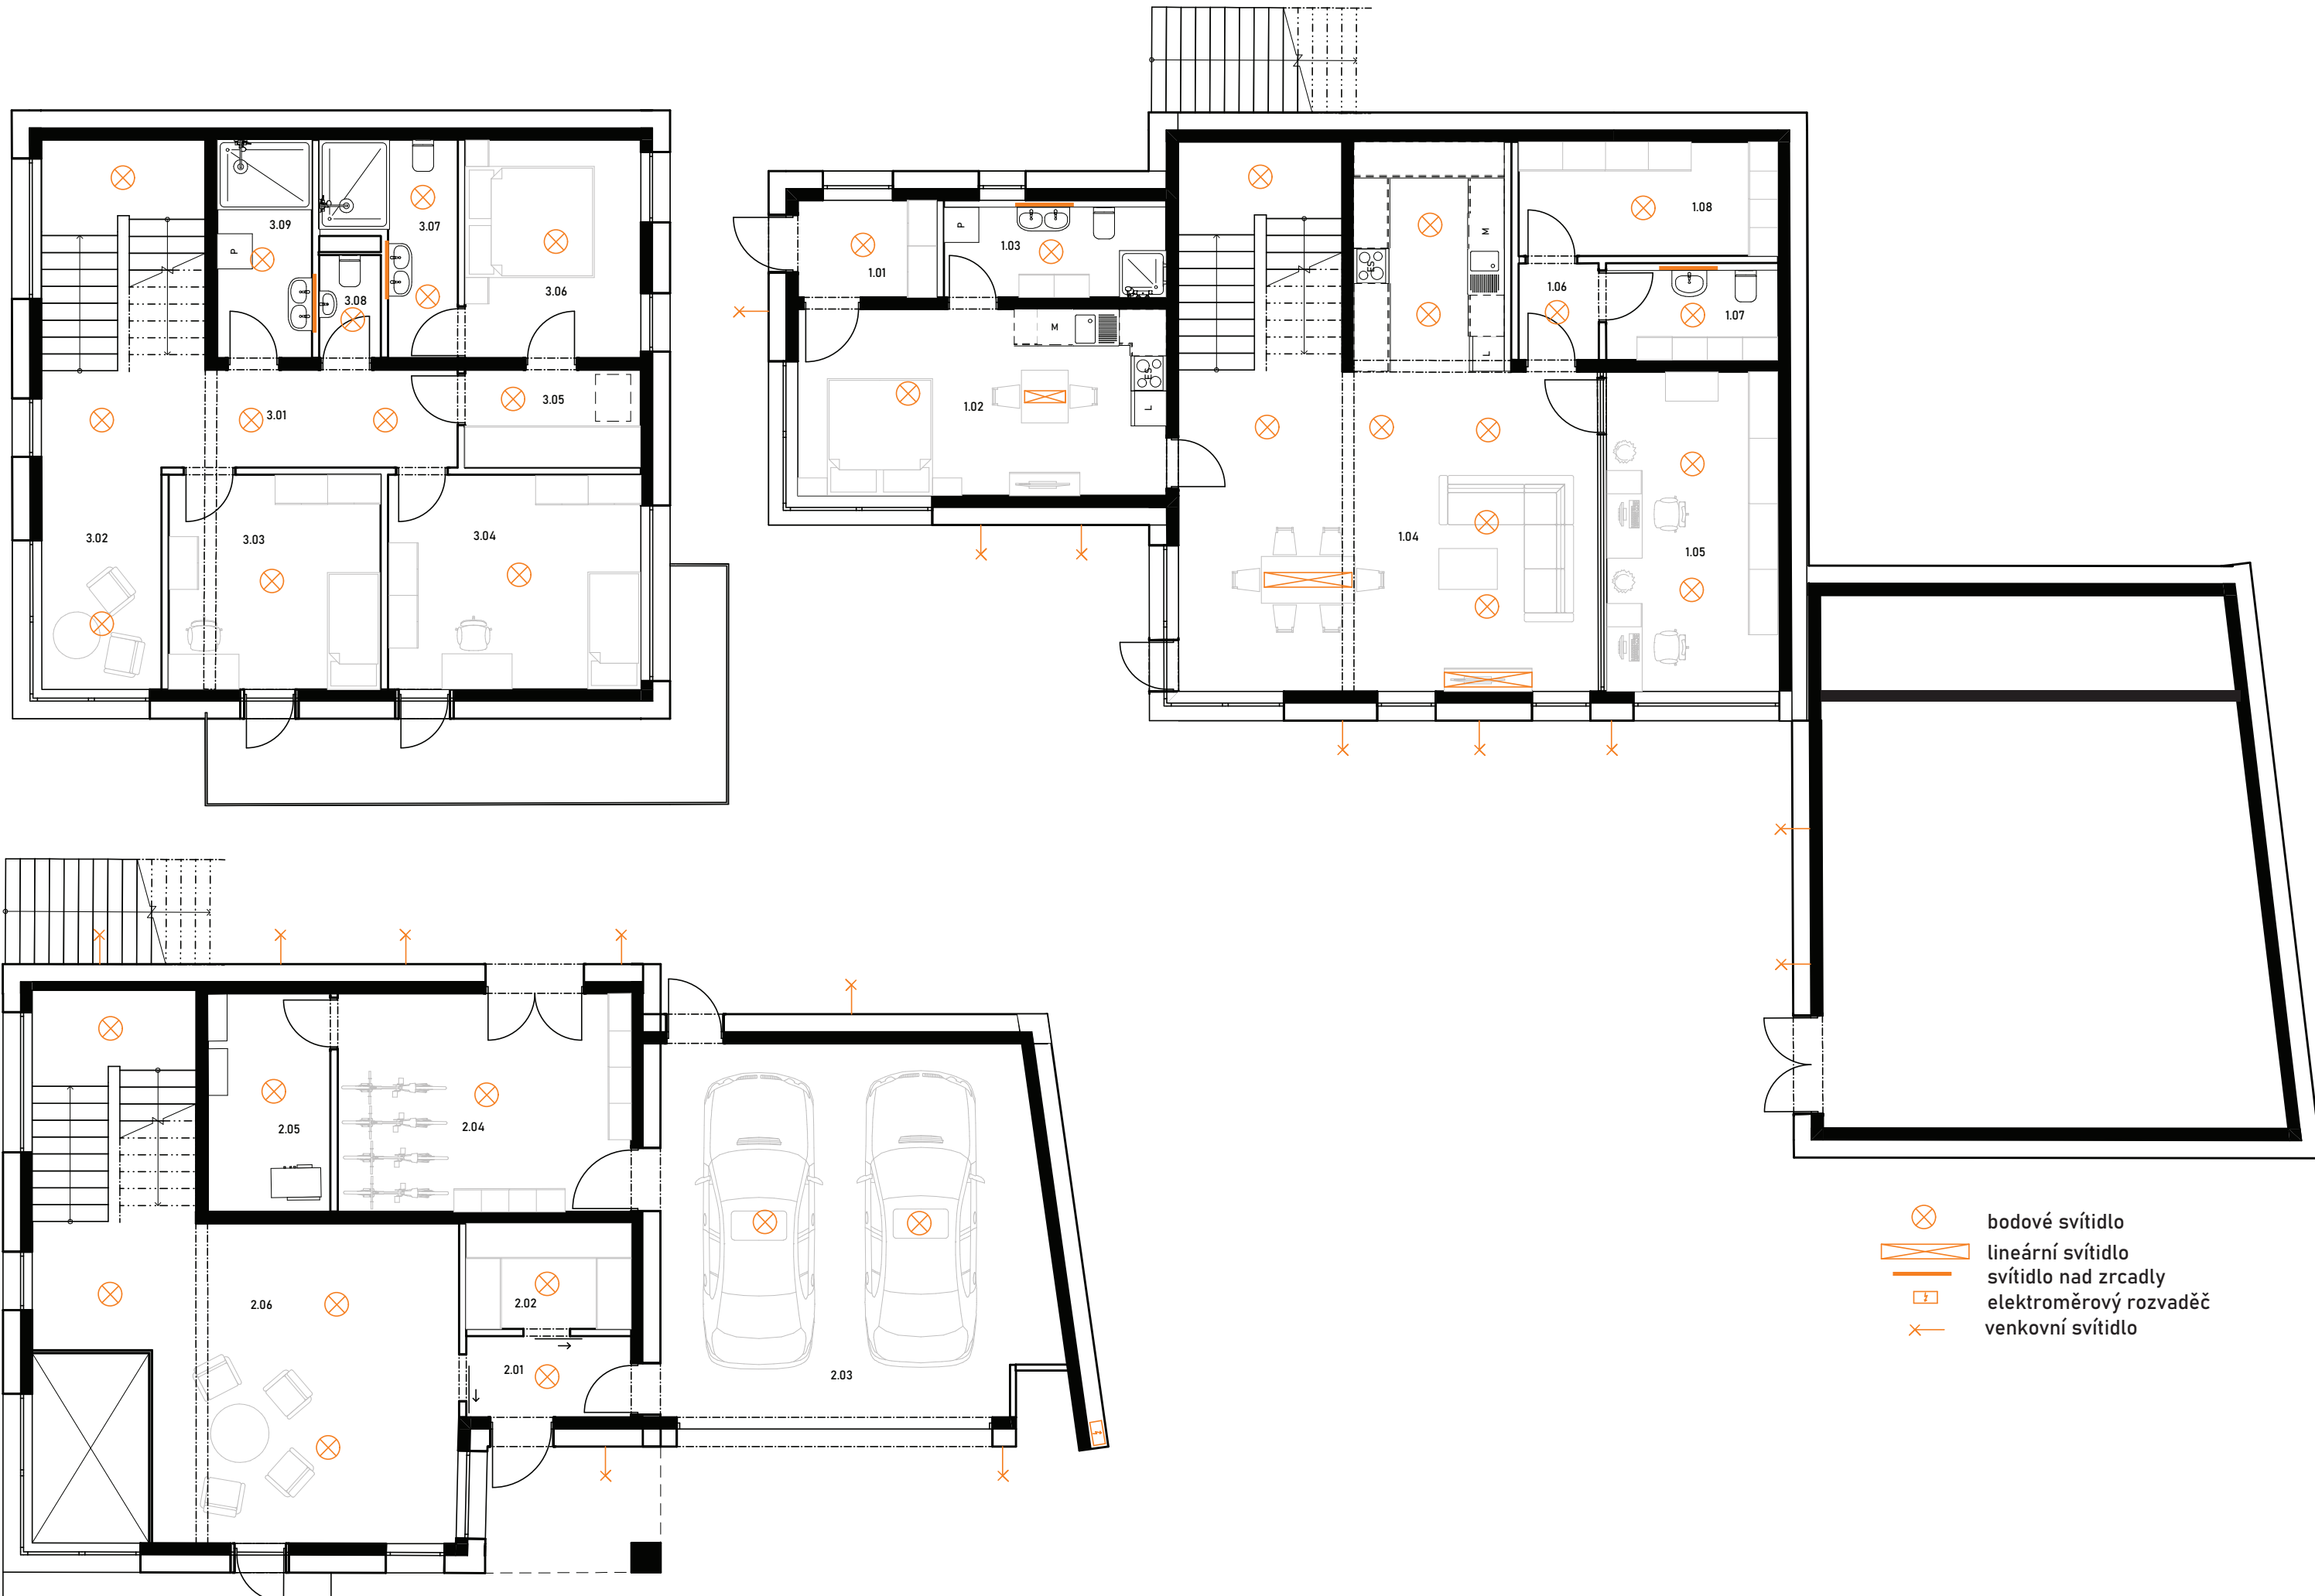 3.09
P
3.07
3.08
3.06
3.01
3.05
3.02
3.03
3.04
1.01
P
1.03
M
ES
L
1.02
M
ES
L
1.08
1.06
1.07
1.04
1.05
2.05
2.04
2.06
2.02
2.01
2.03
bodové svítidlo
lineární svítidlo
svítidlo nad zrcadly
elektroměrový rozvaděč
venkovní svítidlo